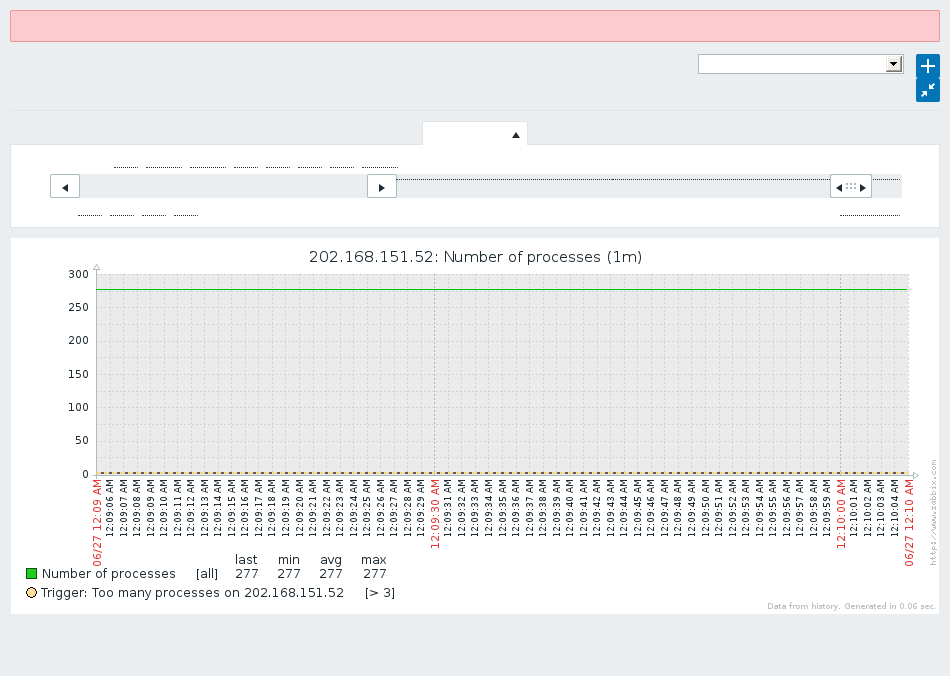 202.168.151.52: Number of processes (1m)
300
250
200
150
100
50
0
06/27 12:09 AM
12:09:06 AM
12:09:07 AM
12:09:08 AM
12:09:09 AM
12:09:10 AM
12:09:11 AM
12:09:12 AM
12:09:13 AM
12:09:14 AM
12:09:15 AM
12:09:16 AM
12:09:17 AM
12:09:18 AM
12:09:19 AM
12:09:20 AM
12:09:21 AM
12:09:22 AM
12:09:23 AM
12:09:24 AM
12:09:25 AM
12:09:26 AM
12:09:27 AM
12:09:28 AM
12:09:29 AM
12:09:30 AM
12:09:31 AM
12:09:32 AM
12:09:33 AM
12:09:34 AM
12:09:35 AM
12:09:36 AM
12:09:37 AM
12:09:38 AM
12:09:39 AM
12:09:40 AM
12:09:41 AM
12:09:42 AM
12:09:43 AM
12:09:44 AM
12:09:45 AM
12:09:46 AM
12:09:47 AM
12:09:48 AM
12:09:49 AM
12:09:50 AM
12:09:51 AM
12:09:52 AM
12:09:53 AM
12:09:54 AM
12:09:55 AM
12:09:56 AM
12:09:57 AM
12:09:58 AM
12:09:59 AM
12:10:00 AM
12:10:01 AM
12:10:02 AM
12:10:03 AM
12:10:04 AM
06/27 12:10 AM
http://www.zabbix.com
last min avg max
Number of processes [all] 277 277 277 277
Trigger: Too many processes on 202.168.151.52 [> 3]
Data from history. Generated in 0.06 sec.